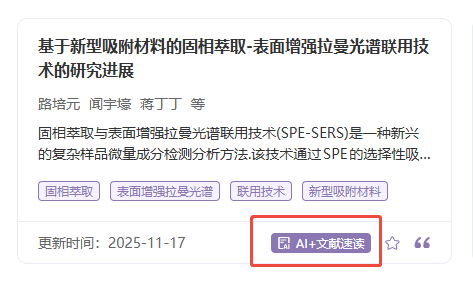 基于新型吸附材料的固相萃取-表面增强拉曼光谱联用技
术的研究进展
路培元 闻宇壕 蒋丁丁 等
固相萃取与表面增强拉曼光谱联用技术(SPE-SERS)是一种新兴
的复杂样品微量成分检测分析方法.该技术通过SPE的选择性吸...
固相萃取 表面增强拉曼光谱 联用技术 新型吸附材料
更新时间：2025-11-17 AI+文献速读